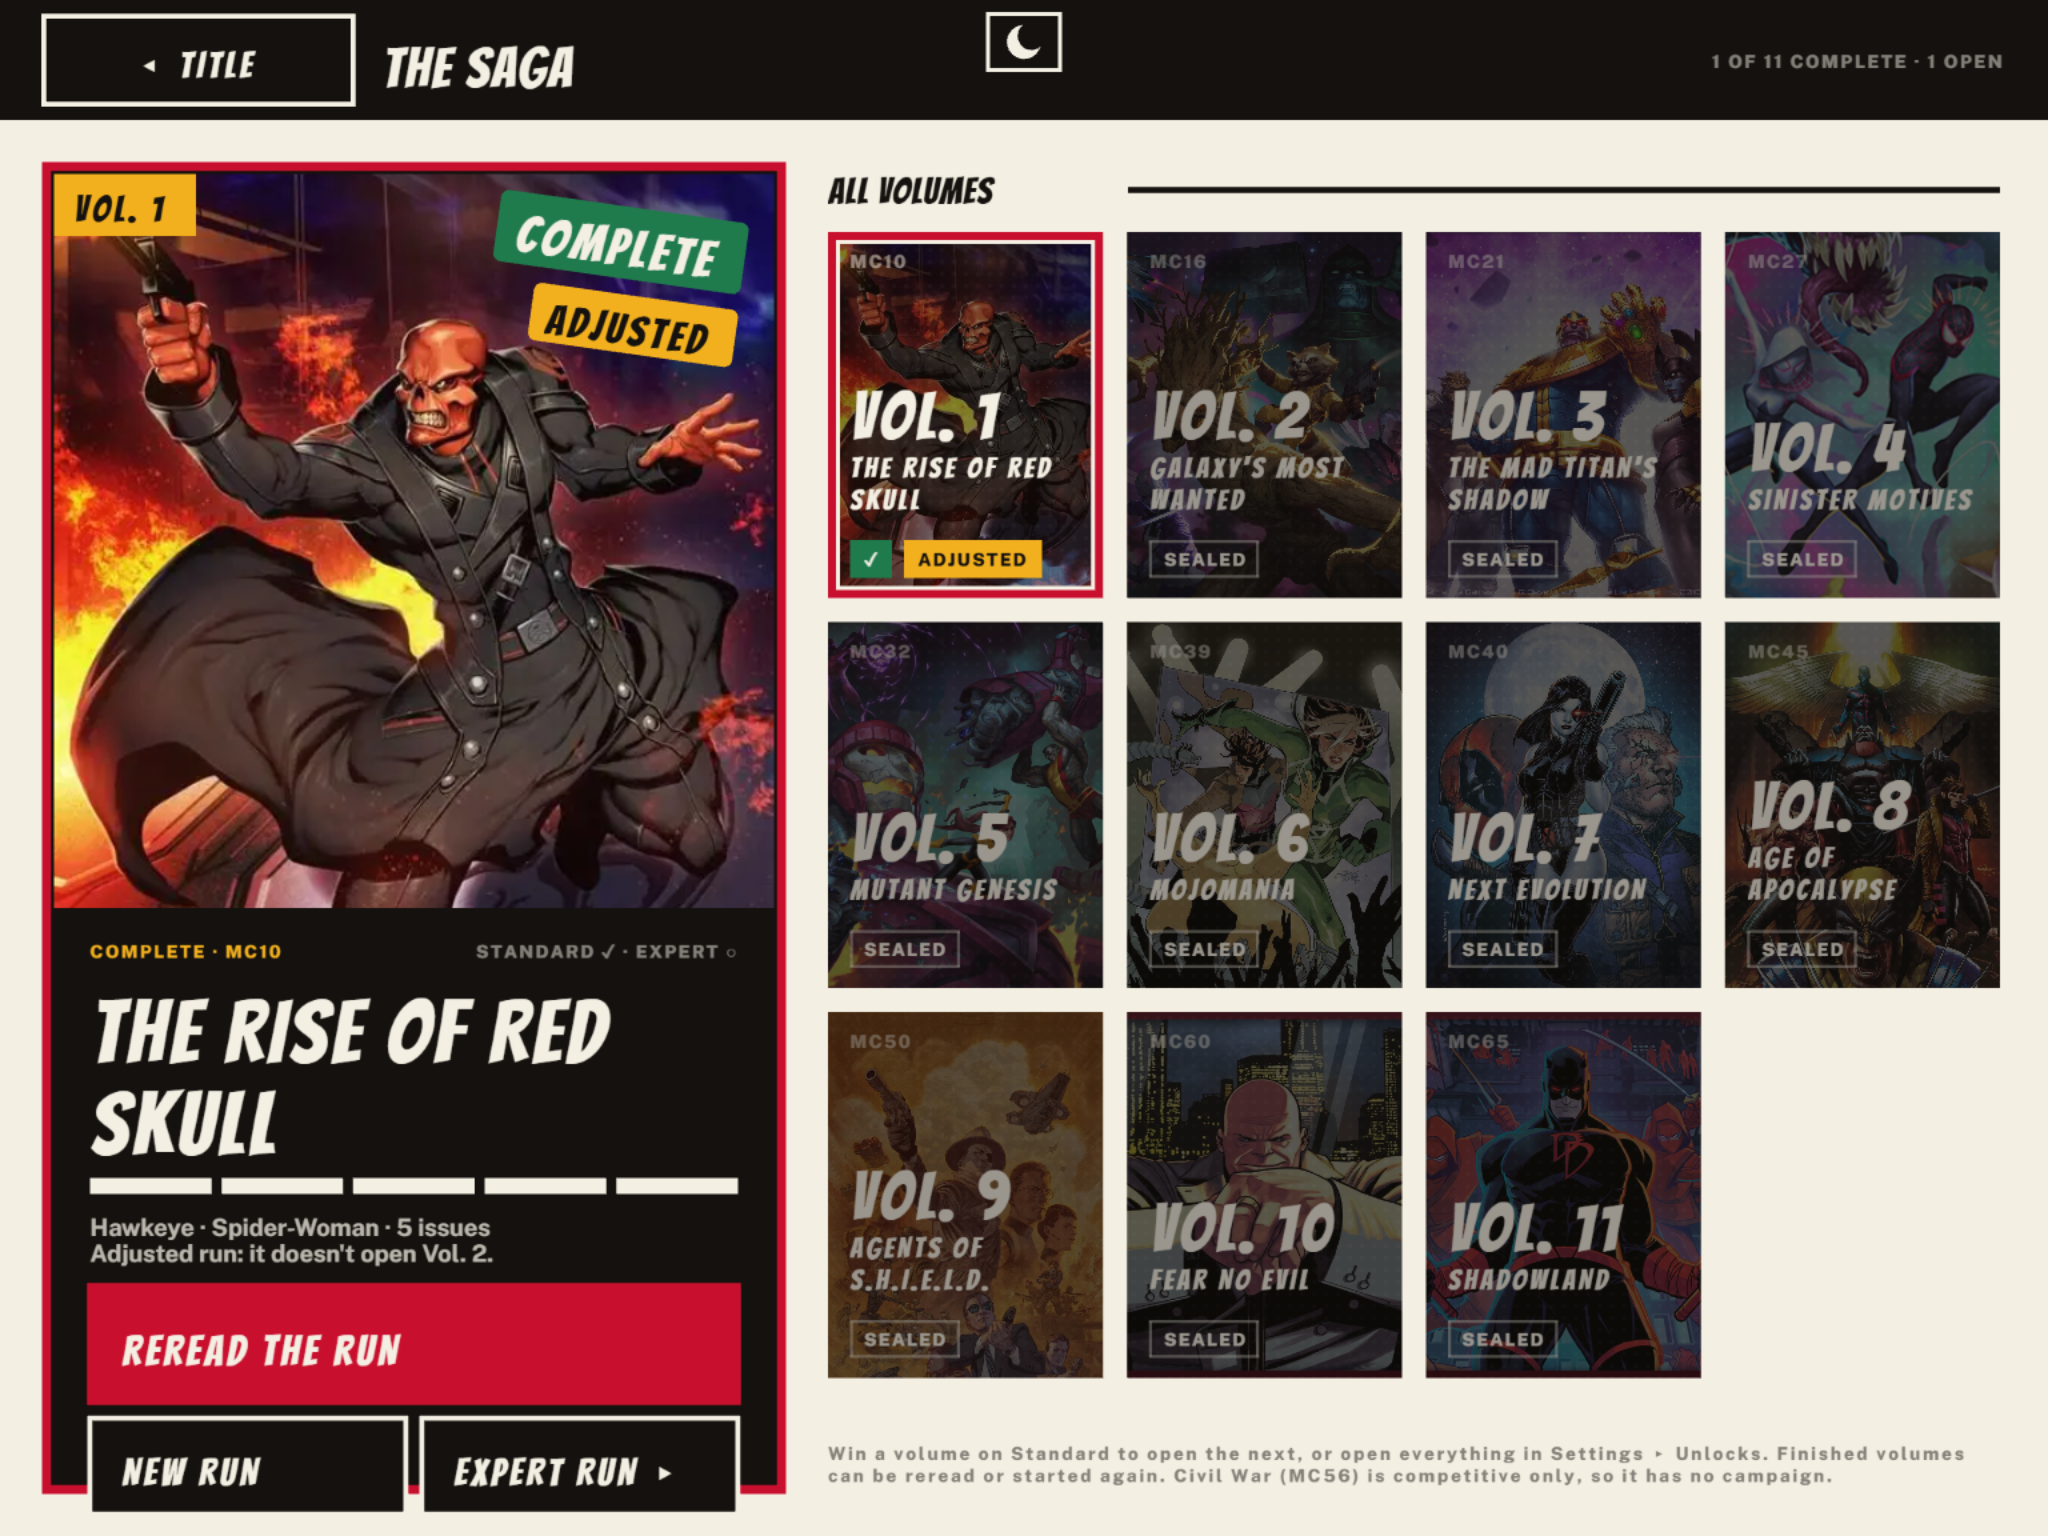 ◂ TITLE
THE SAGA
1 OF 11 COMPLETE · 1 OPEN
VOL. 1
COMPLETE
ADJUSTED
COMPLETE · MC10
STANDARD ✓ · EXPERT ○
THE RISE OF RED
SKULL
Hawkeye · Spider-Woman · 5 issues
Adjusted run: it doesn't open Vol. 2.
REREAD THE RUN
NEW RUN
EXPERT RUN ▸
ALL VOLUMES
MC10
VOL. 1
THE RISE OF RED
SKULL
✓
ADJUSTED
MC16
VOL. 2
GALAXY'S MOST
WANTED
SEALED
MC21
VOL. 3
THE MAD TITAN'S
SHADOW
SEALED
MC27
VOL. 4
SINISTER MOTIVES
SEALED
MC32
VOL. 5
MUTANT GENESIS
SEALED
MC39
VOL. 6
MOJOMANIA
SEALED
MC40
VOL. 7
NEXT EVOLUTION
SEALED
MC45
VOL. 8
AGE OF
APOCALYPSE
SEALED
MC50
VOL. 9
AGENTS OF
S.H.I.E.L.D.
SEALED
MC60
VOL. 10
FEAR NO EVIL
SEALED
MC65
VOL. 11
SHADOWLAND
SEALED
Win a volume on Standard to open the next, or open everything in Settings ▸ Unlocks. Finished volumes
can be reread or started again. Civil War (MC56) is competitive only, so it has no campaign.